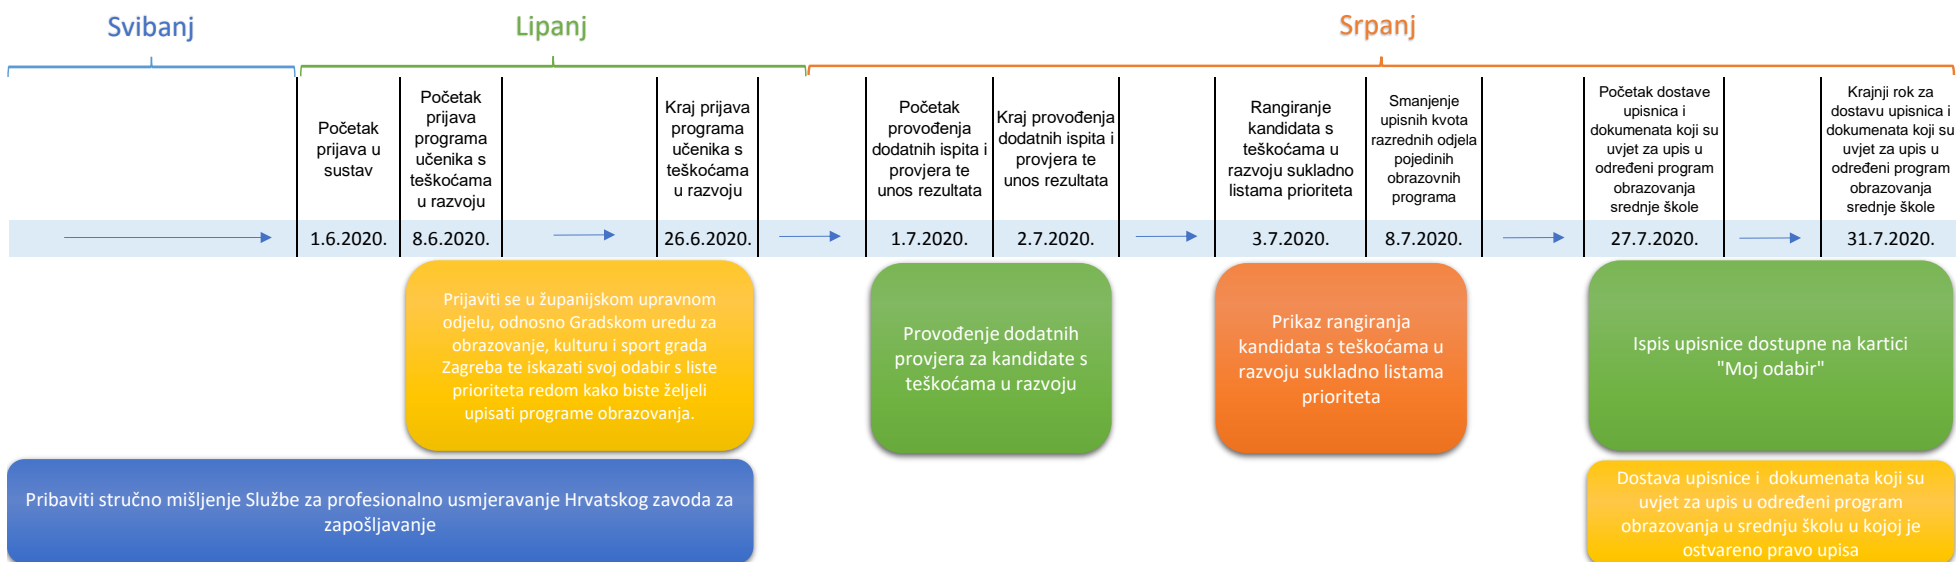 Svibanj
Lipanj
Srpanj
Početak
prijava u
sustav
Početak
prijava
programa
učenika s
teškoćama
u razvoju
Kraj prijava
programa
učenika s
teškoćama
u razvoju
Početak
provođenja
dodatnih ispita i
provjera te
unos rezultata
Kraj provođenja
dodatnih ispita i
provjera te
unos rezultata
Rangiranje
kandidata s
teškoćama u
razvoju sukladno
listama prioriteta
Smanjenje
upisnih kvota
razrednih odjela
pojedinih
obrazovnih
programa
Početak dostave
upisnica i
dokumenata koji su
uvjet za upis u
određeni program
obrazovanja
srednje škole
Krajnji rok za
dostavu upisnica i
dokumenata koji su
uvjet za upis u
određeni program
obrazovanja
srednje škole
1.6.2020.
8.6.2020.
26.6.2020.
1.7.2020.
2.7.2020.
3.7.2020.
8.7.2020.
27.7.2020.
31.7.2020.
Prijaviti se u županijskom upravnom
odjelu, odnosno Gradskom uredu za
obrazovanje, kulturu i sport grada
Zagreba te iskazati svoj odabir s liste
prioriteta redom kako biste željeli
upisati programe obrazovanja.
Provođenje dodatnih
provjera za kandidate s
teškoćama u razvoju
Prikaz rangiranja
kandidata s teškoćama u
razvoju sukladno listama
prioriteta
Ispis upisnice dostupne na kartici
"Moj odabir"
Pribaviti stručno mišljenje Službe za profesionalno usmjeravanje Hrvatskog zavoda za
zapošljavanje
Dostava upisnice i dokumenata koji su
uvjet za upis u određeni program
obrazovanja u srednju školu u kojoj je
ostvareno pravo upisa